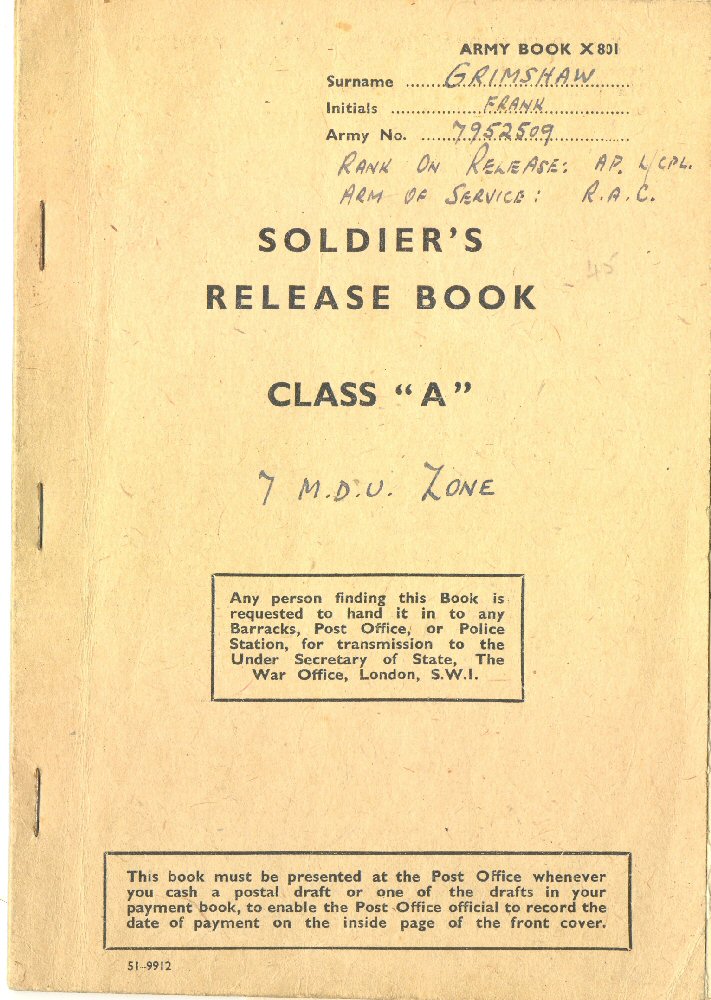 ARMY BOOK X 801
Surname ......GRIMSHAW......
Initials ......FRANK......
Army No. ......7952509......
RANK ON RELEASE: AP. L/CPL.
ARM OF SERVICE: R.A.C.
SOLDIER'S
45
RELEASE BOOK
CLASS "A"
7 M.D.U. ZONE
Any person finding this Book is
requested to hand it in to any
Barracks, Post Office, or Police
Station, for transmission to the
Under Secretary of State, The
War Office, London, S.W.1.
This book must be presented at the Post Office whenever
you cash a postal draft or one of the drafts in your
payment book, to enable the Post Office official to record the
date of payment on the inside page of the front cover.
51-9912